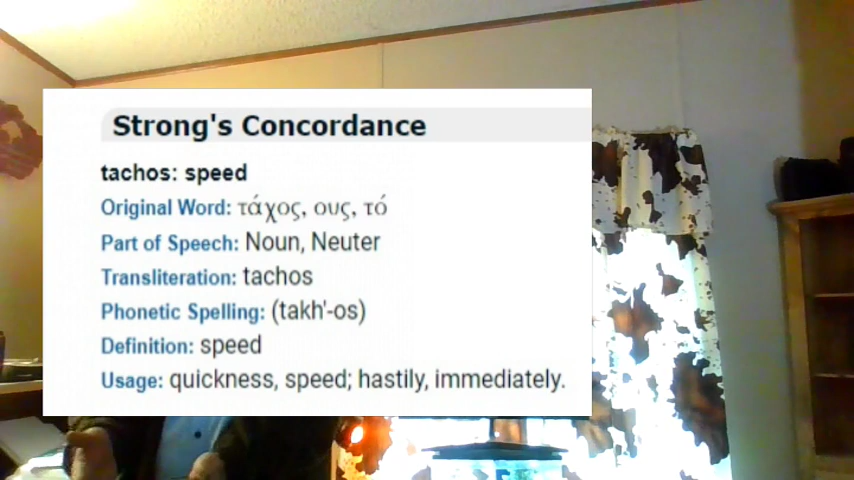 Strong's Concordance
tachos: speed
Original Word: τάχος, ους, τό
Part of Speech: Noun, Neuter
Transliteration: tachos
Phonetic Spelling: (takh'-os)
Definition: speed
Usage: quickness, speed; hastily, immediately.